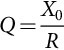 Q = X₀ / R